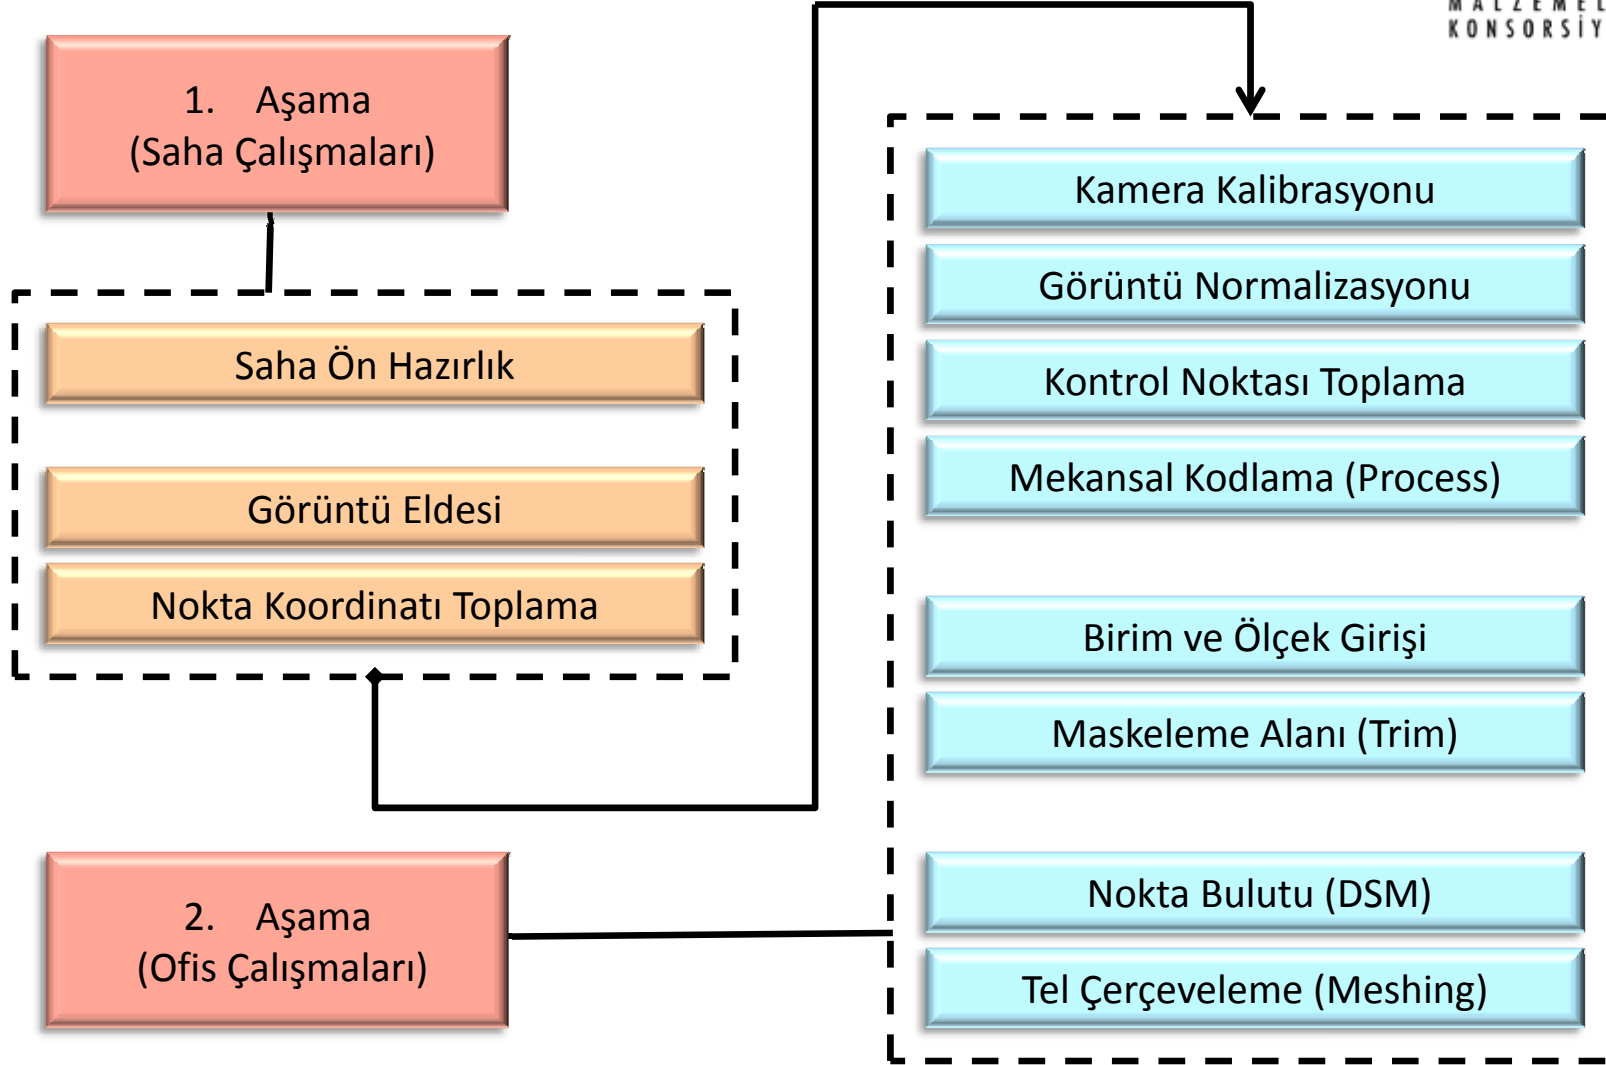 MALZEMEL
KONSORSİY
1. Aşama
(Saha Çalışmaları)
Saha Ön Hazırlık
Görüntü Eldesi
Nokta Koordinatı Toplama
2. Aşama
(Ofis Çalışmaları)
Kamera Kalibrasyonu
Görüntü Normalizasyonu
Kontrol Noktası Toplama
Mekansal Kodlama (Process)
Birim ve Ölçek Girişi
Maskeleme Alanı (Trim)
Nokta Bulutu (DSM)
Tel Çerçeveleme (Meshing)